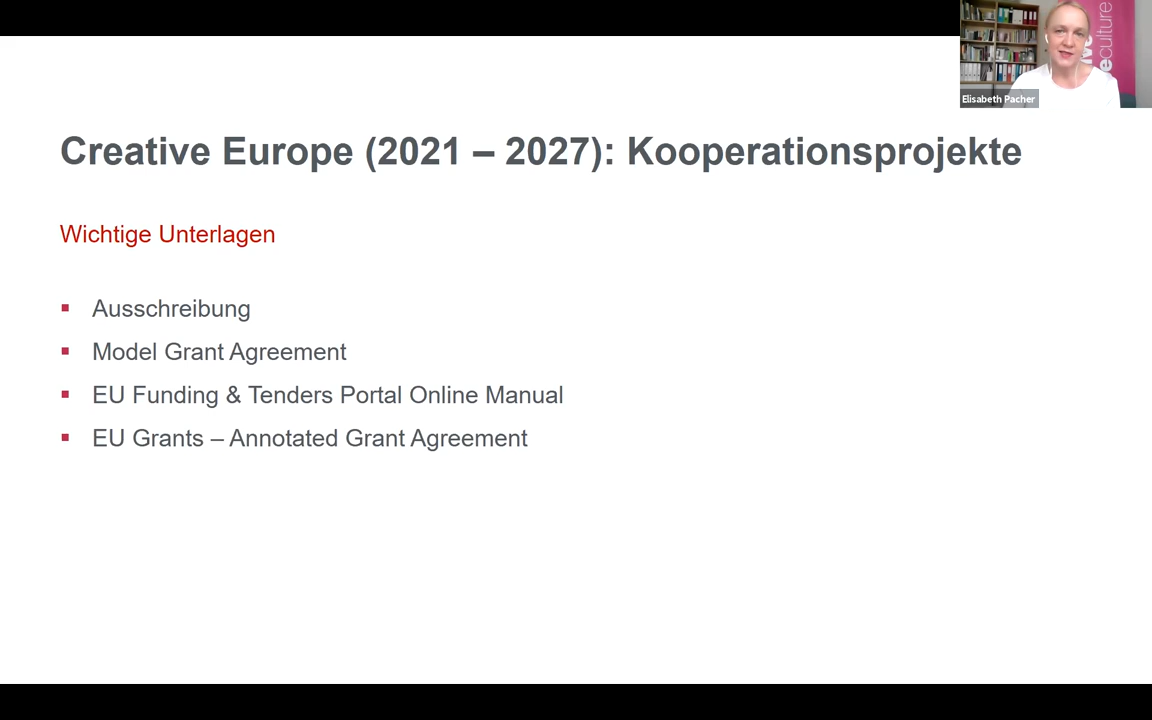 Creative Europe (2021 – 2027): Kooperationsprojekte
Wichtige Unterlagen
Ausschreibung
Model Grant Agreement
EU Funding & Tenders Portal Online Manual
EU Grants – Annotated Grant Agreement
Elisabeth Pacher
eculture